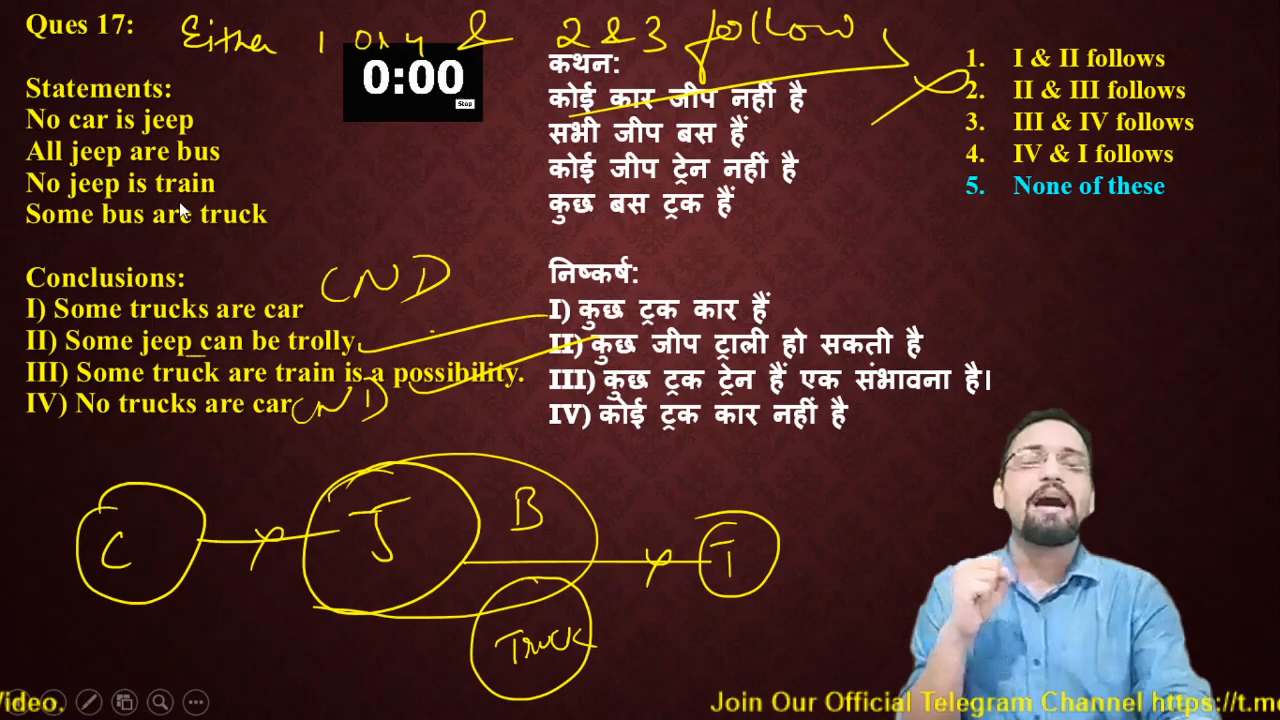 Ques 17:
Either 1 or 4 & 2 & 3 follow
0:00
Stop
Statements:
No car is jeep
All jeep are bus
No jeep is train
Some bus are truck
Conclusions:
CND
I) Some trucks are car
II) Some jeep can be trolly
III) Some truck are train is a possibility.
IV) No trucks are car
CND
कथन:
कोई कार जीप नहीं है
सभी जीप बस हैं
कोई जीप ट्रेन नहीं है
कुछ बस ट्रक हैं
निष्कर्ष:
I) कुछ ट्रक कार हैं
II) कुछ जीप ट्राली हो सकती है
III) कुछ ट्रक ट्रेन हैं एक संभावना है।
IV) कोई ट्रक कार नहीं है
1. I & II follows
2. II & III follows
3. III & IV follows
4. IV & I follows
5. None of these
C
J
B
T
Truck
Video.
Join Our Official Telegram Channel https://t.me